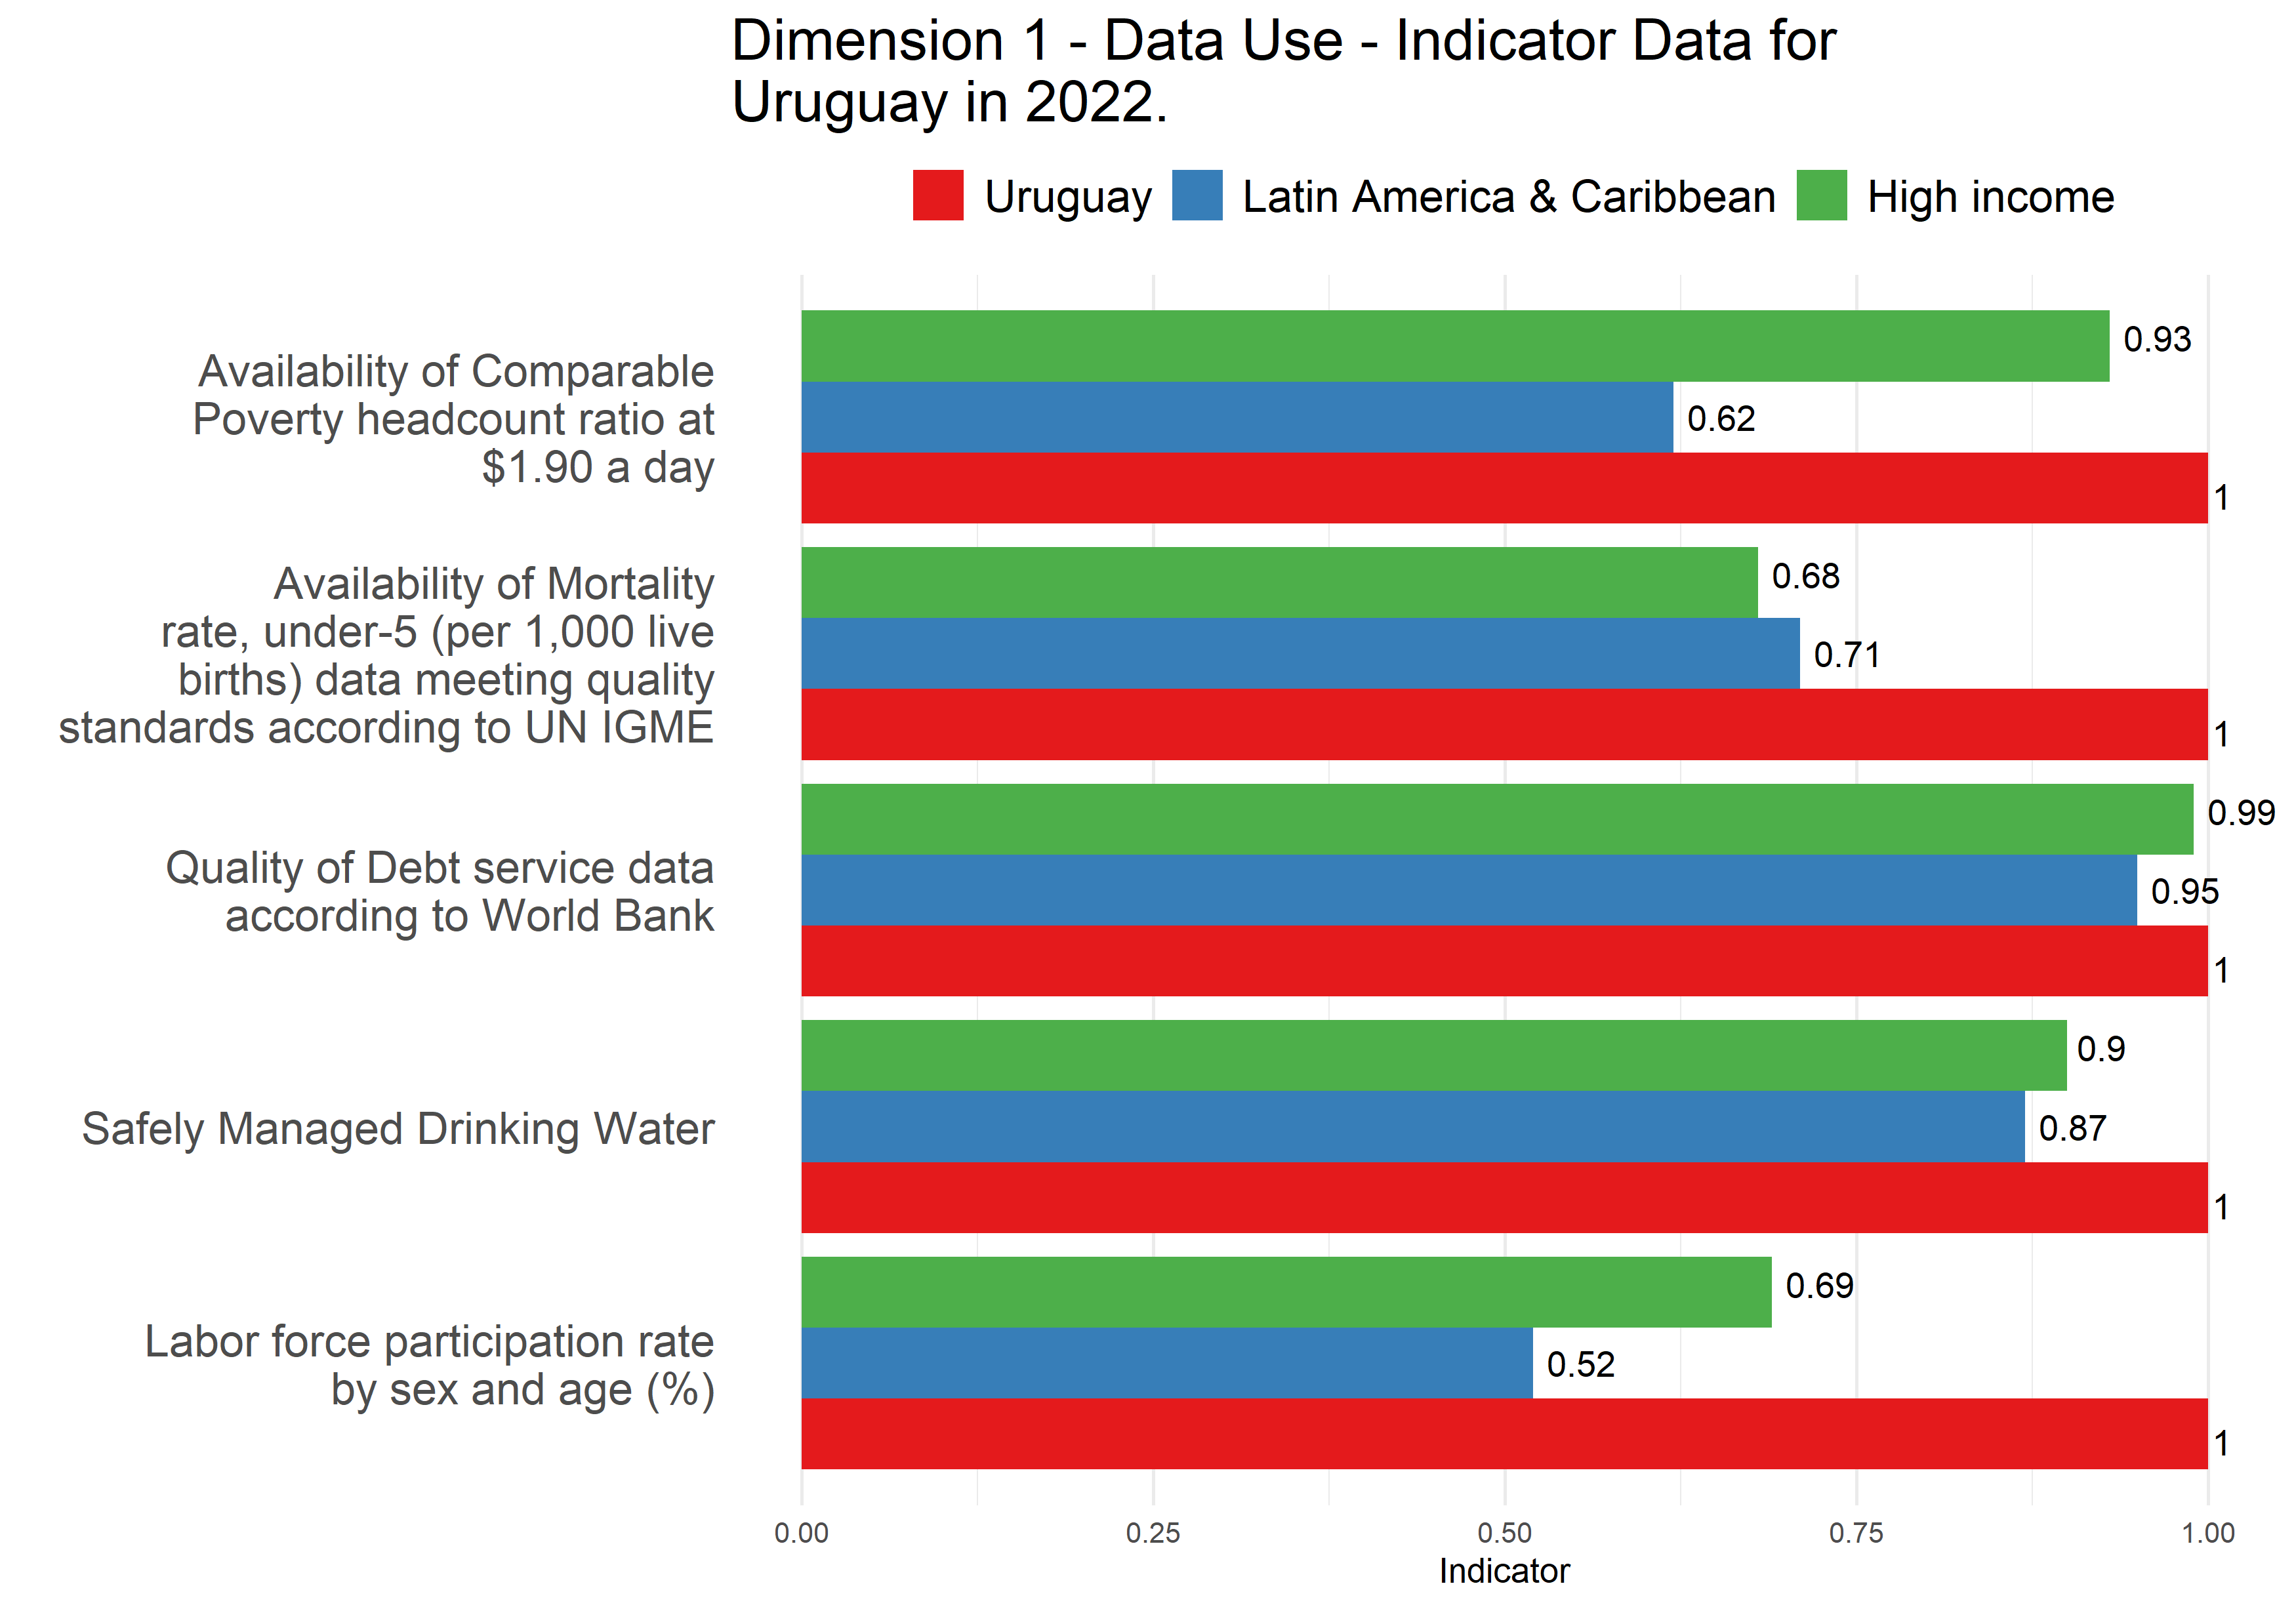 Dimension 1 - Data Use - Indicator Data for
Uruguay in 2022.
Uruguay
Latin America & Caribbean
High income
Availability of Comparable
Poverty headcount ratio at
$1.90 a day
0.93
0.62
1
Availability of Mortality
rate, under-5 (per 1,000 live
births) data meeting quality
standards according to UN IGME
0.68
0.71
1
Quality of Debt service data
according to World Bank
0.99
0.95
1
Safely Managed Drinking Water
0.9
0.87
1
Labor force participation rate
by sex and age (%)
0.69
0.52
1
0.00
0.25
0.50
0.75
1.00
Indicator